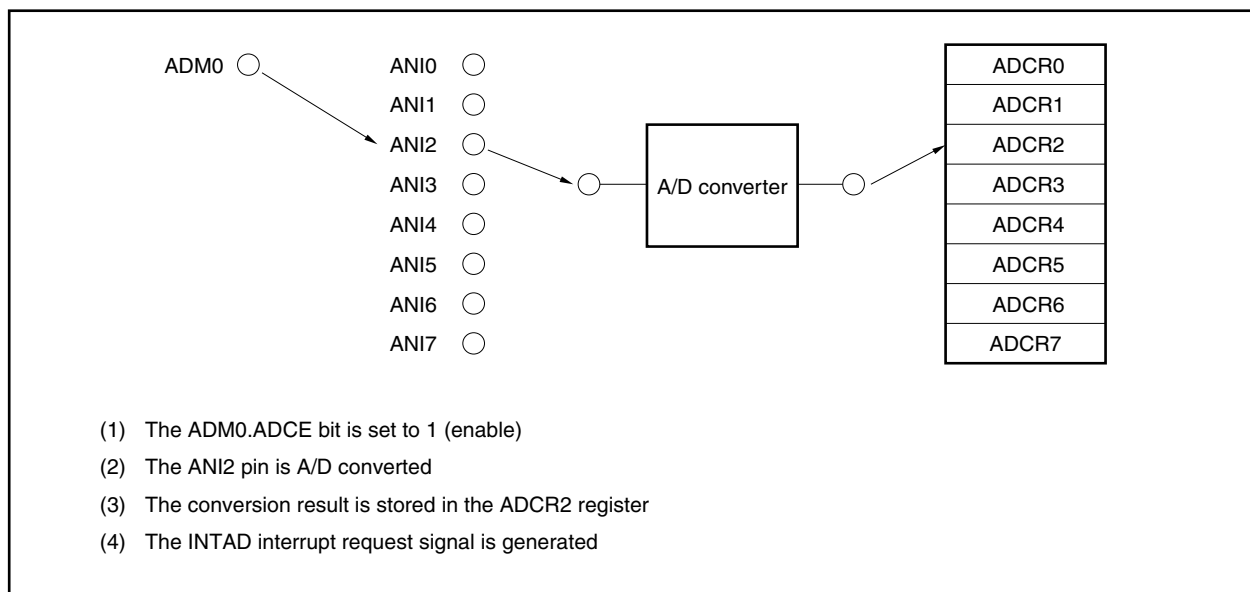 ADM0
ANI0
ANI1
ANI2
ANI3
ANI4
ANI5
ANI6
ANI7
A/D converter
ADCR0
ADCR1
ADCR2
ADCR3
ADCR4
ADCR5
ADCR6
ADCR7
(1) The ADM0.ADCE bit is set to 1 (enable)
(2) The ANI2 pin is A/D converted
(3) The conversion result is stored in the ADCR2 register
(4) The INTAD interrupt request signal is generated